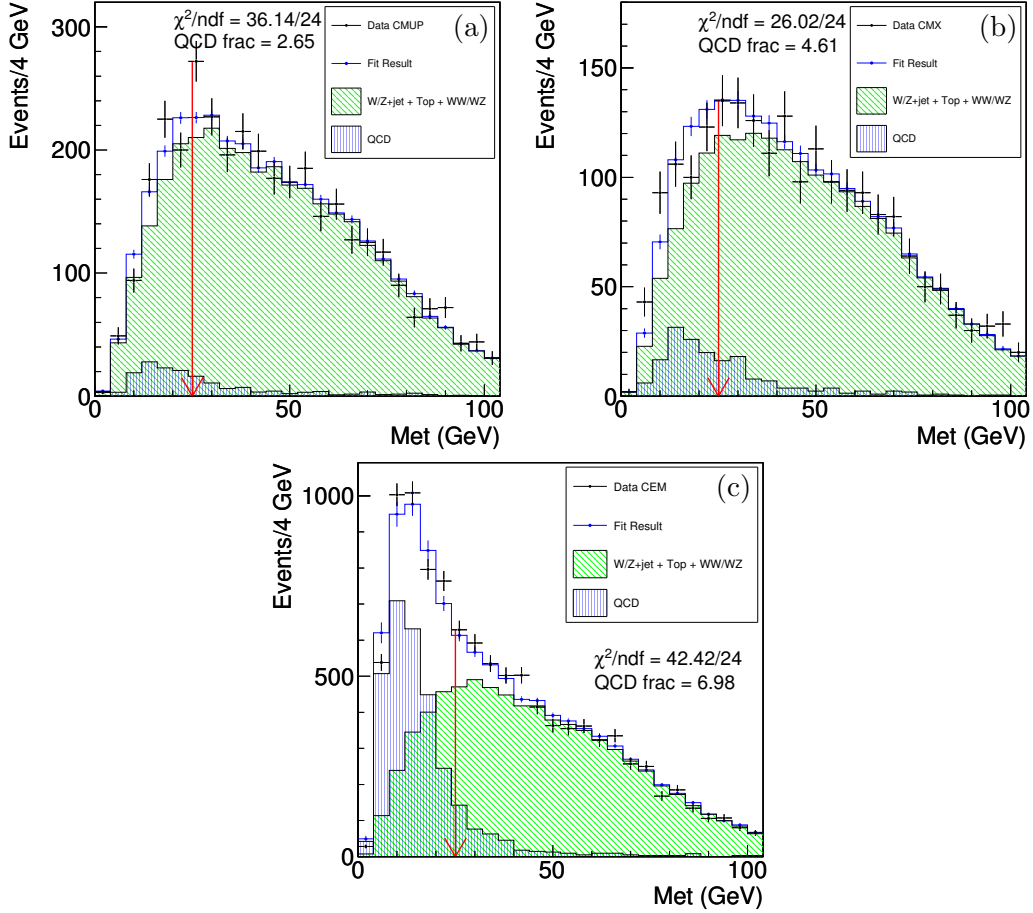 χ²/ndf = 36.14/24
QCD frac = 2.65
(a)
Data CMUP
Fit Result
W/Z+jet + Top + WW/WZ
QCD
Events/4 GeV
300
200
100
0
0 50 100
Met (GeV)
χ²/ndf = 26.02/24
QCD frac = 4.61
(b)
Data CMX
Fit Result
W/Z+jet + Top + WW/WZ
QCD
Events/4 GeV
150
100
50
0
0 50 100
Met (GeV)
(c)
Data CEM
Fit Result
W/Z+jet + Top + WW/WZ
QCD
χ²/ndf = 42.42/24
QCD frac = 6.98
Events/4 GeV
1000
500
0
0 50 100
Met (GeV)